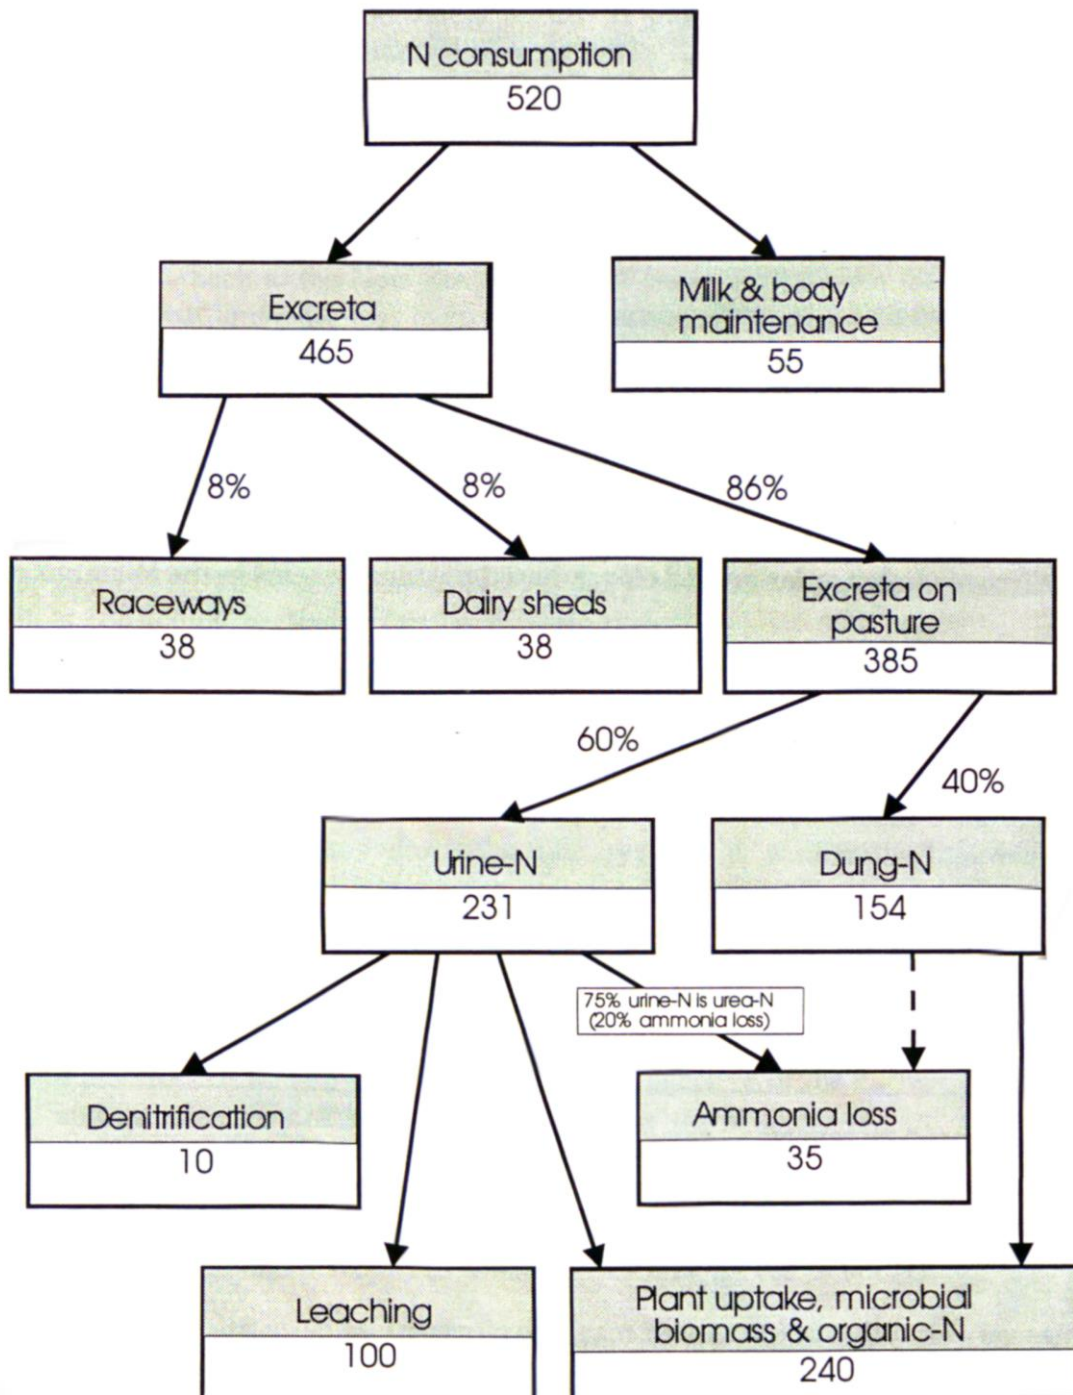 N consumption
520
Excreta
465
Milk & body
maintenance
55
8%
8%
86%
Raceways
38
Dairy sheds
38
Excreta on
pasture
385
60%
40%
Urine-N
231
Dung-N
154
75% urine-N is urea-N
(20% ammonia loss)
Denitrification
10
Ammonia loss
35
Leaching
100
Plant uptake, microbial
biomass & organic-N
240